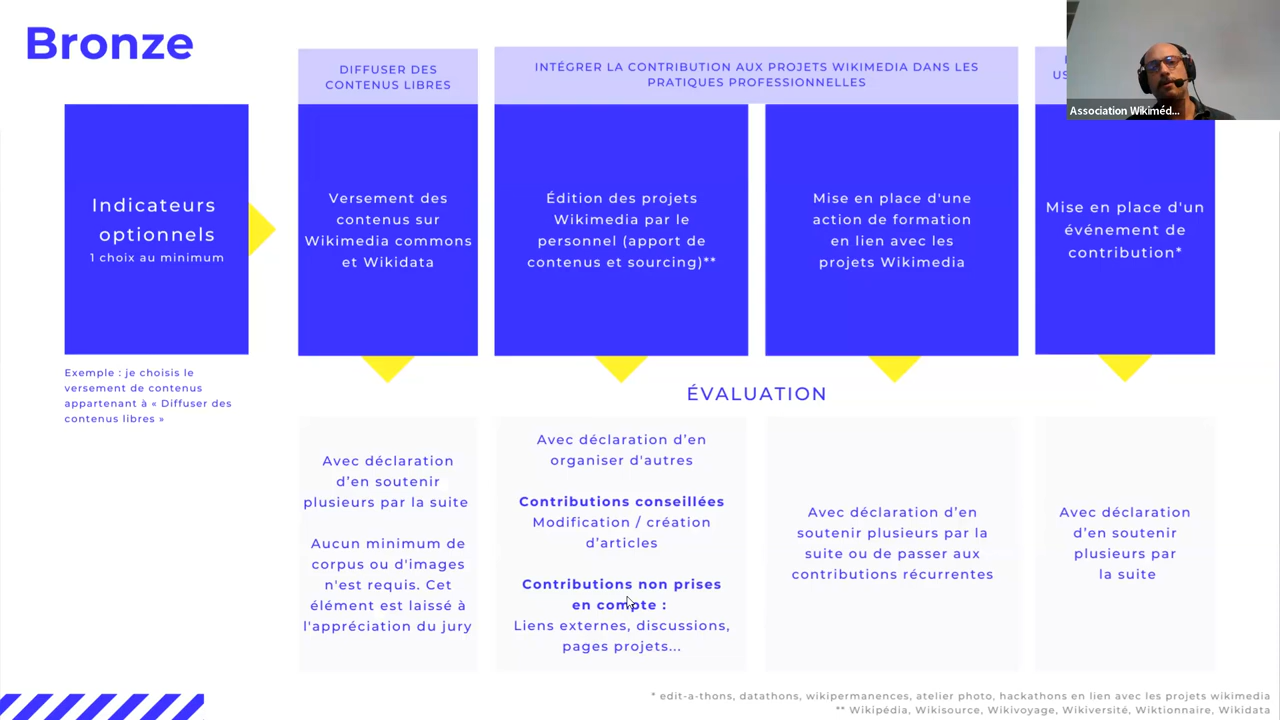 Bronze
DIFFUSER DES
CONTENUS LIBRES
INTÉGRER LA CONTRIBUTION AUX PROJETS WIKIMEDIA DANS LES
PRATIQUES PROFESSIONNELLES
Association Wikiméd...
Indicateurs
optionnels
1 choix au minimum
Versement des
contenus sur
Wikimedia commons
et Wikidata
Édition des projets
Wikimedia par le
personnel (apport de
contenus et sourcing)**
Mise en place d'une
action de formation
en lien avec les
projets Wikimedia
Mise en place d'un
événement de
contribution*
Exemple : je choisis le
versement de contenus
appartenant à « Diffuser des
contenus libres »
ÉVALUATION
Avec déclaration
d'en soutenir
plusieurs par la suite
Aucun minimum de
corpus ou d'images
n'est requis. Cet
élément est laissé à
l'appréciation du jury
Avec déclaration d'en
organiser d'autres
Contributions conseillées
Modification / création
d'articles
Contributions non prises
en compte :
Liens externes, discussions,
pages projets...
Avec déclaration d'en
soutenir plusieurs par la
suite ou de passer aux
contributions récurrentes
Avec déclaration
d'en soutenir
plusieurs par
la suite
* edit-a-thons, datathons, wikipermanences, atelier photo, hackathons en lien avec les projets wikimedia
** Wikipédia, Wikisource, Wikivoyage, Wikiversité, Wiktionnaire, Wikidata